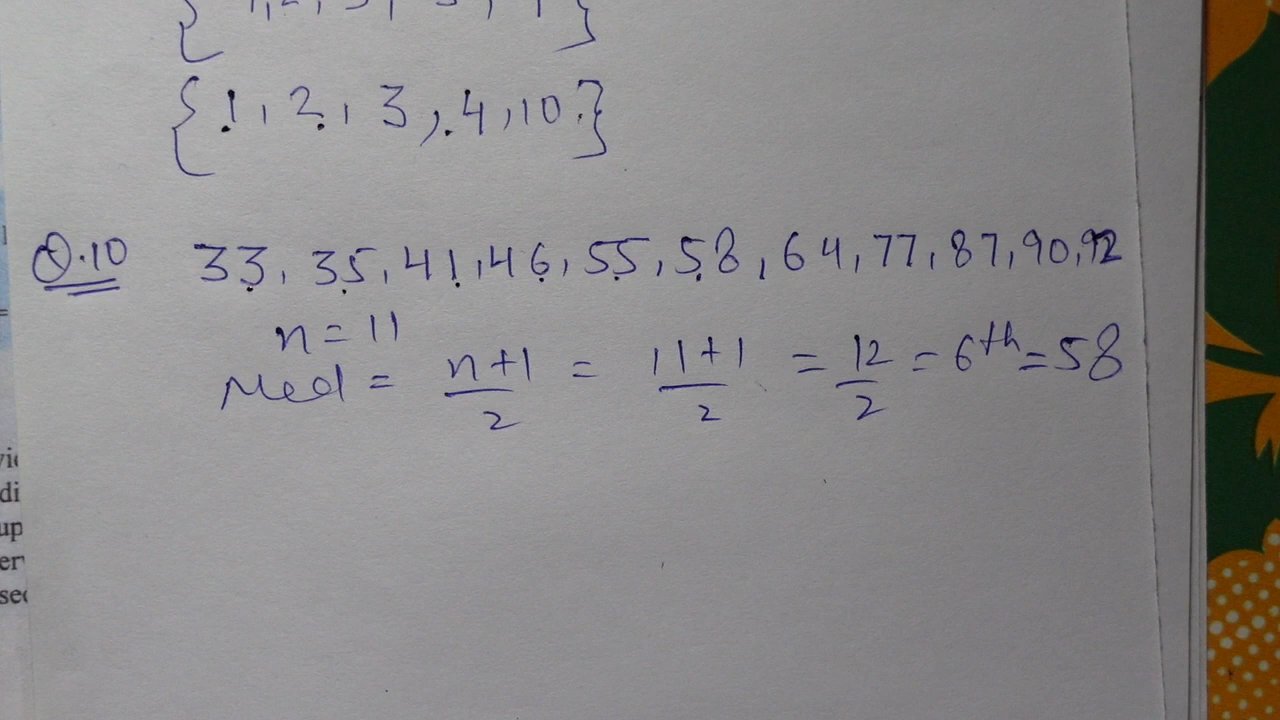 {1, 2, 3, 4, 10}
Q.10 33, 35, 41, 46, 55, 58, 64, 77, 87, 90, 92
n = 11
Med = n+1/2 = 11+1/2 = 12/2 = 6th = 58